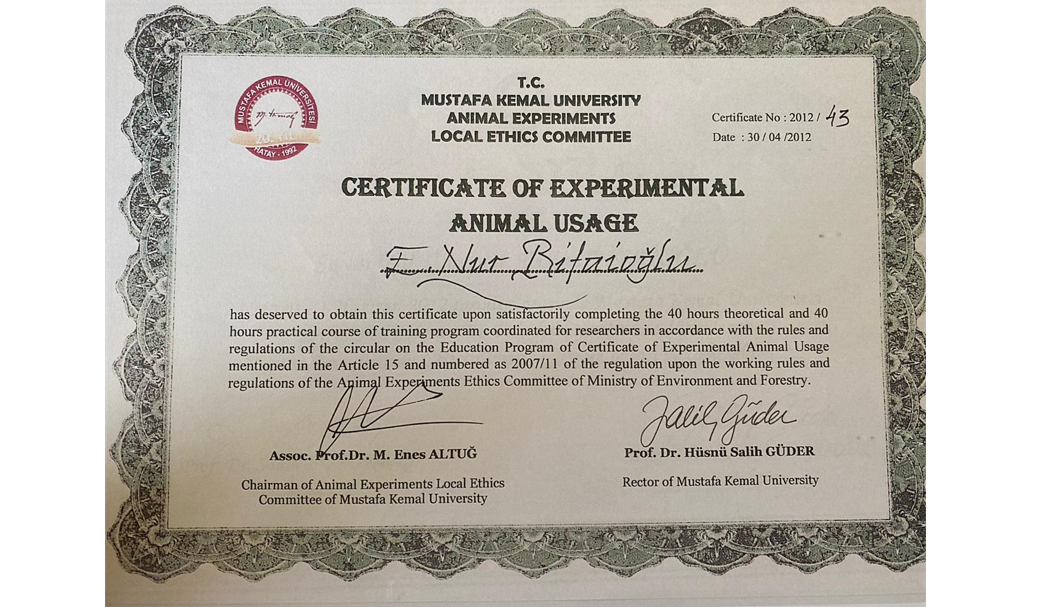 MUSTAFA KEMAL ÜNİVERSİTESİ
HATAY - 1992
T.C.
MUSTAFA KEMAL UNIVERSITY
ANIMAL EXPERIMENTS
LOCAL ETHICS COMMITTEE
Certificate No : 2012 / 43
Date : 30 / 04 /2012
CERTIFICATE OF EXPERIMENTAL
ANIMAL USAGE
E. Nur Rifaioğlu
has deserved to obtain this certificate upon satisfactorily completing the 40 hours theoretical and 40
hours practical course of training program coordinated for researchers in accordance with the rules and
regulations of the circular on the Education Program of Certificate of Experimental Animal Usage
mentioned in the Article 15 and numbered as 2007/11 of the regulation upon the working rules and
regulations of the Animal Experiments Ethics Committee of Ministry of Environment and Forestry.
Assoc. Prof.Dr. M. Enes ALTUĞ
Chairman of Animal Experiments Local Ethics
Committee of Mustafa Kemal University
Salih Güder
Prof. Dr. Hüsnü Salih GÜDER
Rector of Mustafa Kemal University